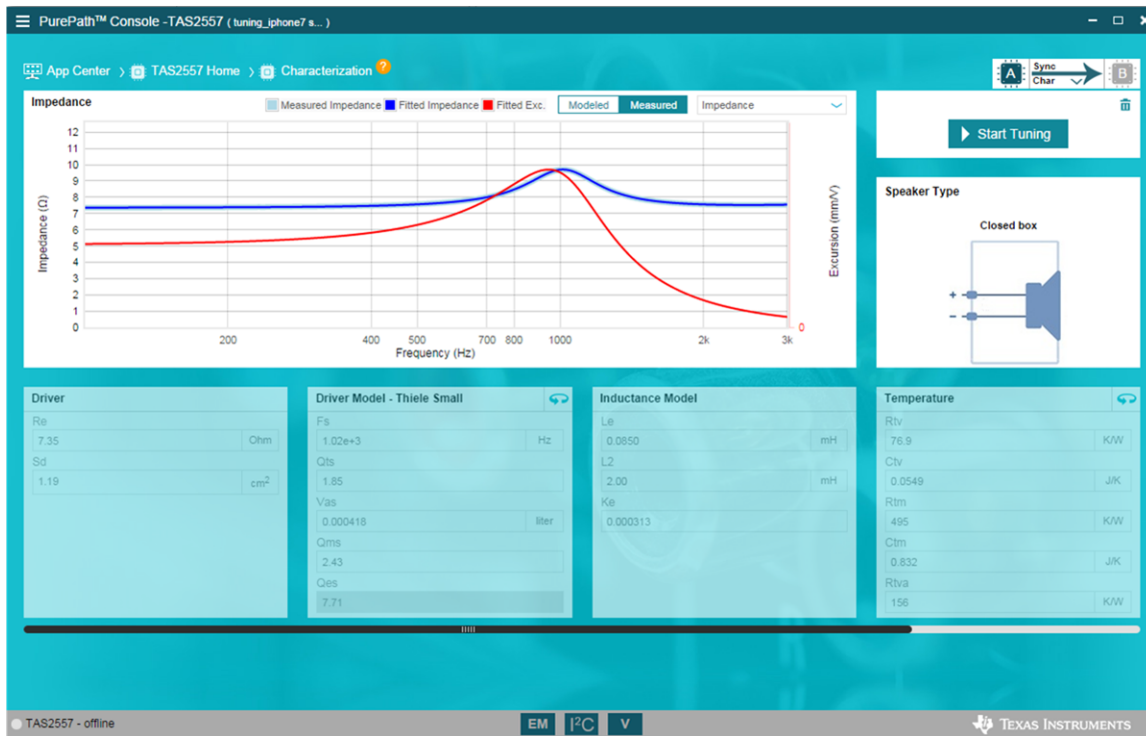 PurePath™ Console -TAS2557 ( tuning_iphone7 s... )
App Center > TAS2557 Home > Characterization ?
A Sync Char B
Impedance
Measured Impedance Fitted Impedance Fitted Exc. Modeled Measured Impedance
12
11
10
9
8
7
6
5
4
3
2
1
0
0
Impedance (Ω)
Excursion (mm/V)
200 400 500 700 800 1000 2k 3k
Frequency (Hz)
Start Tuning
Speaker Type
Closed box
+
-
Driver
Re
7.35 Ohm
Sd
1.19 cm²
Driver Model - Thiele Small
Fs
1.02e+3 Hz
Qts
1.85
Vas
0.000418 liter
Qms
2.43
Qes
7.71
Inductance Model
Le
0.0850 mH
L2
2.00 mH
Ke
0.000313
Temperature
Rtv
76.9 K/W
Ctv
0.0549 J/K
Rtm
495 K/W
Ctm
0.832 J/K
Rtva
156 K/W
TAS2557 - offline
EM I²C V
TEXAS INSTRUMENTS